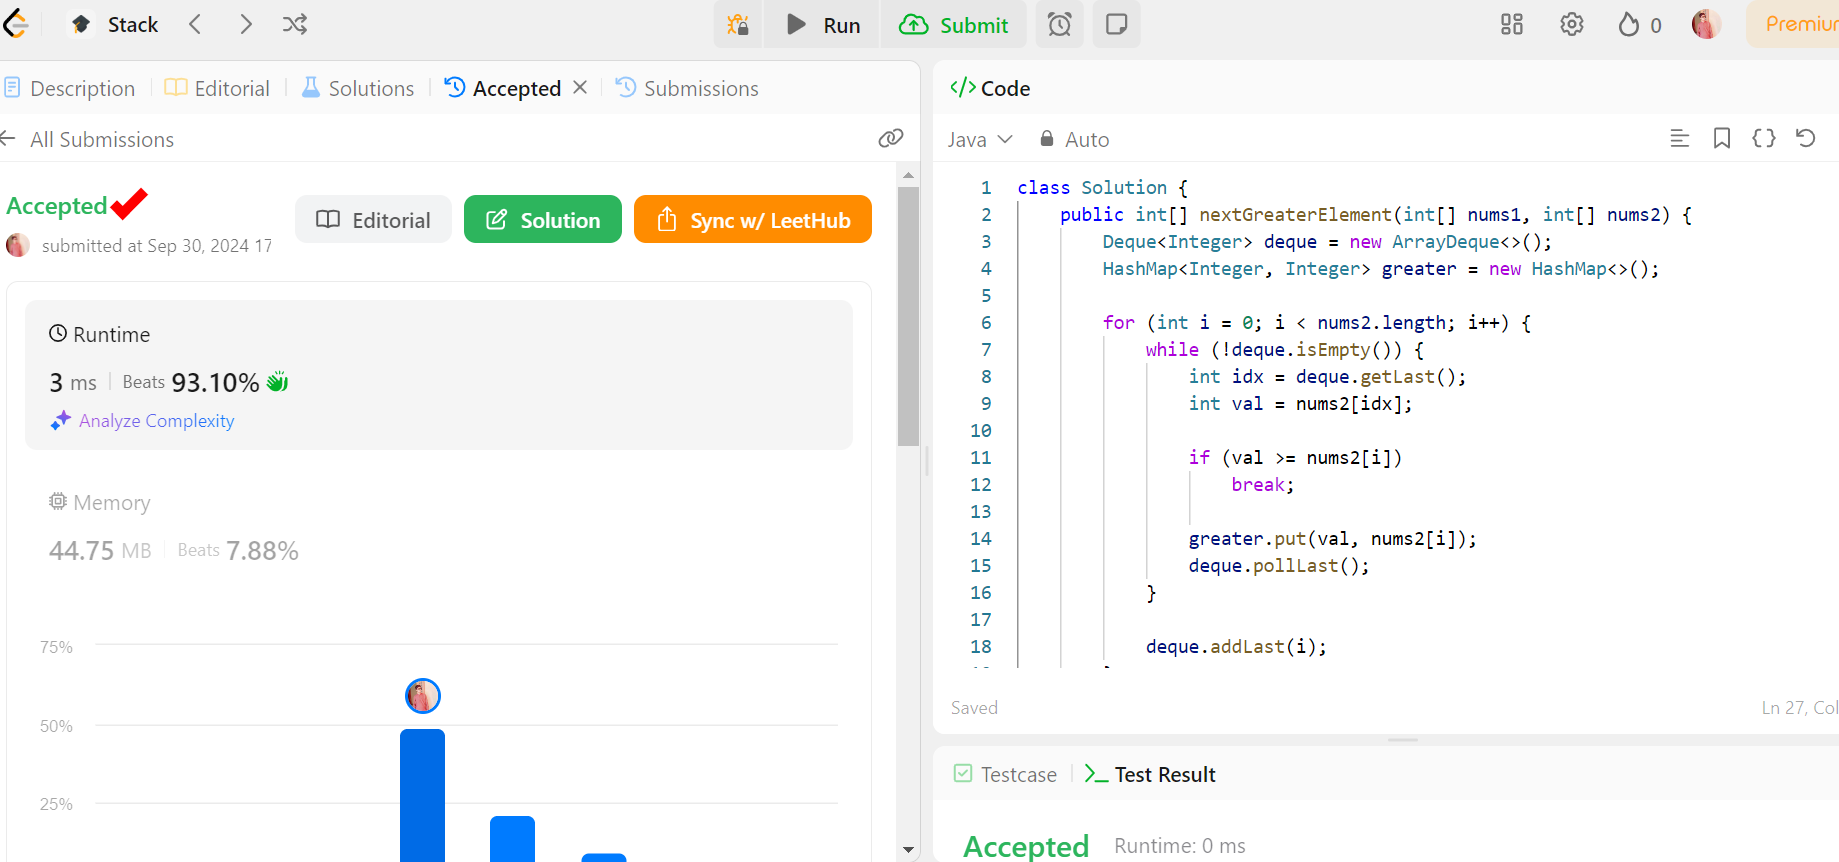 Stack
Run
Submit
0
Premiu
Description
Editorial
Solutions
Accepted
Submissions
All Submissions
Accepted
submitted at Sep 30, 2024 17
Editorial
Solution
Sync w/ LeetHub
Runtime
3 ms
Beats 93.10%
Analyze Complexity
Memory
44.75 MB
Beats 7.88%
75%
50%
25%
</> Code
Java
Auto
1 class Solution {
2 public int[] nextGreaterElement(int[] nums1, int[] nums2) {
3 Deque<Integer> deque = new ArrayDeque<>();
4 HashMap<Integer, Integer> greater = new HashMap<>();
5
6 for (int i = 0; i < nums2.length; i++) {
7 while (!deque.isEmpty()) {
8 int idx = deque.getLast();
9 int val = nums2[idx];
10
11 if (val >= nums2[i])
12 break;
13
14 greater.put(val, nums2[i]);
15 deque.pollLast();
16 }
17
18 deque.addLast(i);
Saved
Ln 27, Col
Testcase
Test Result
Accepted
Runtime: 0 ms